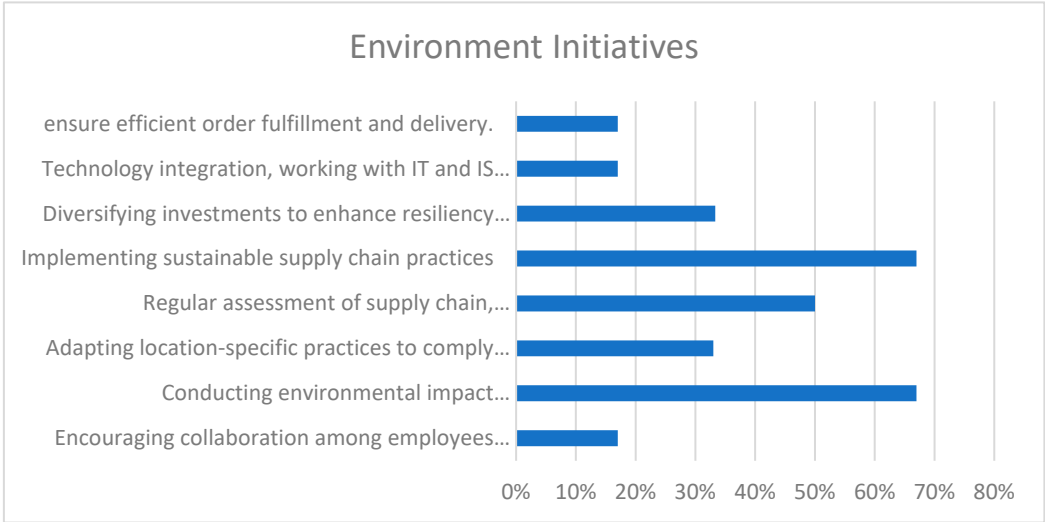 Environment Initiatives
ensure efficient order fulfillment and delivery.
Technology integration, working with IT and IS...
Diversifying investments to enhance resiliency...
Implementing sustainable supply chain practices
Regular assessment of supply chain,...
Adapting location-specific practices to comply...
Conducting environmental impact...
Encouraging collaboration among employees...
0% 10% 20% 30% 40% 50% 60% 70% 80%